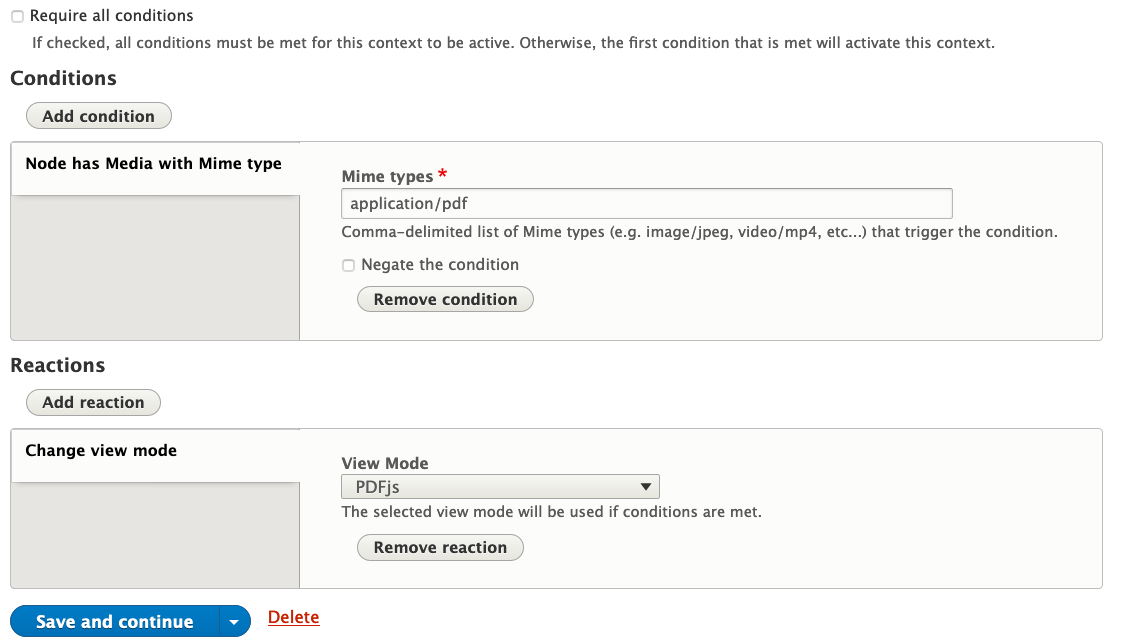 Require all conditions
If checked, all conditions must be met for this context to be active. Otherwise, the first condition that is met will activate this context.
Conditions
Add condition
Node has Media with Mime type
Mime types *
application/pdf
Comma-delimited list of Mime types (e.g. image/jpeg, video/mp4, etc...) that trigger the condition.
Negate the condition
Remove condition
Reactions
Add reaction
Change view mode
View Mode
PDFjs
The selected view mode will be used if conditions are met.
Remove reaction
Save and continue
Delete